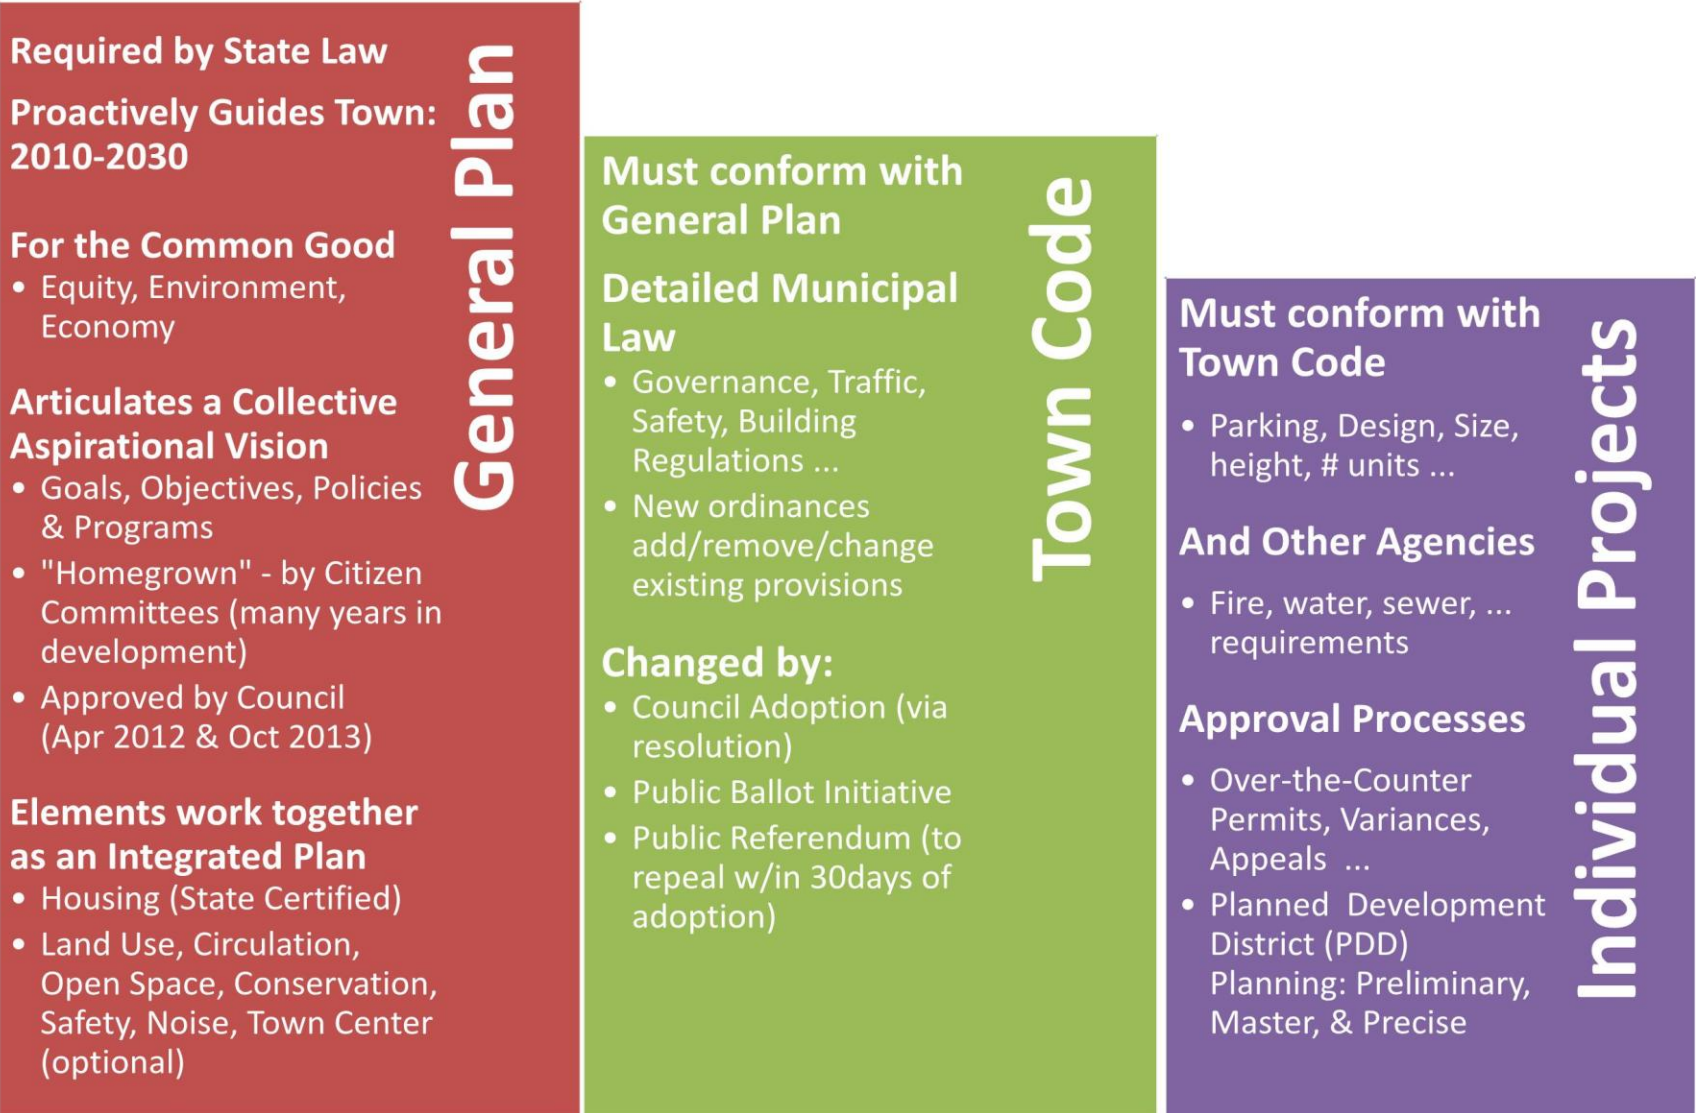 Required by State Law
Proactively Guides Town:
2010-2030
For the Common Good
• Equity, Environment,
Economy
Articulates a Collective
Aspirational Vision
• Goals, Objectives, Policies
& Programs
• "Homegrown" - by Citizen
Committees (many years in
development)
• Approved by Council
(Apr 2012 & Oct 2013)
Elements work together
as an Integrated Plan
• Housing (State Certified)
• Land Use, Circulation,
Open Space, Conservation,
Safety, Noise, Town Center
(optional)
General Plan
Must conform with
General Plan
Detailed Municipal
Law
• Governance, Traffic,
Safety, Building
Regulations ...
• New ordinances
add/remove/change
existing provisions
Changed by:
• Council Adoption (via
resolution)
• Public Ballot Initiative
• Public Referendum (to
repeal w/in 30days of
adoption)
Town Code
Must conform with
Town Code
• Parking, Design, Size,
height, # units ...
And Other Agencies
• Fire, water, sewer, ...
requirements
Approval Processes
• Over-the-Counter
Permits, Variances,
Appeals ...
• Planned Development
District (PDD)
Planning: Preliminary,
Master, & Precise
Individual Projects